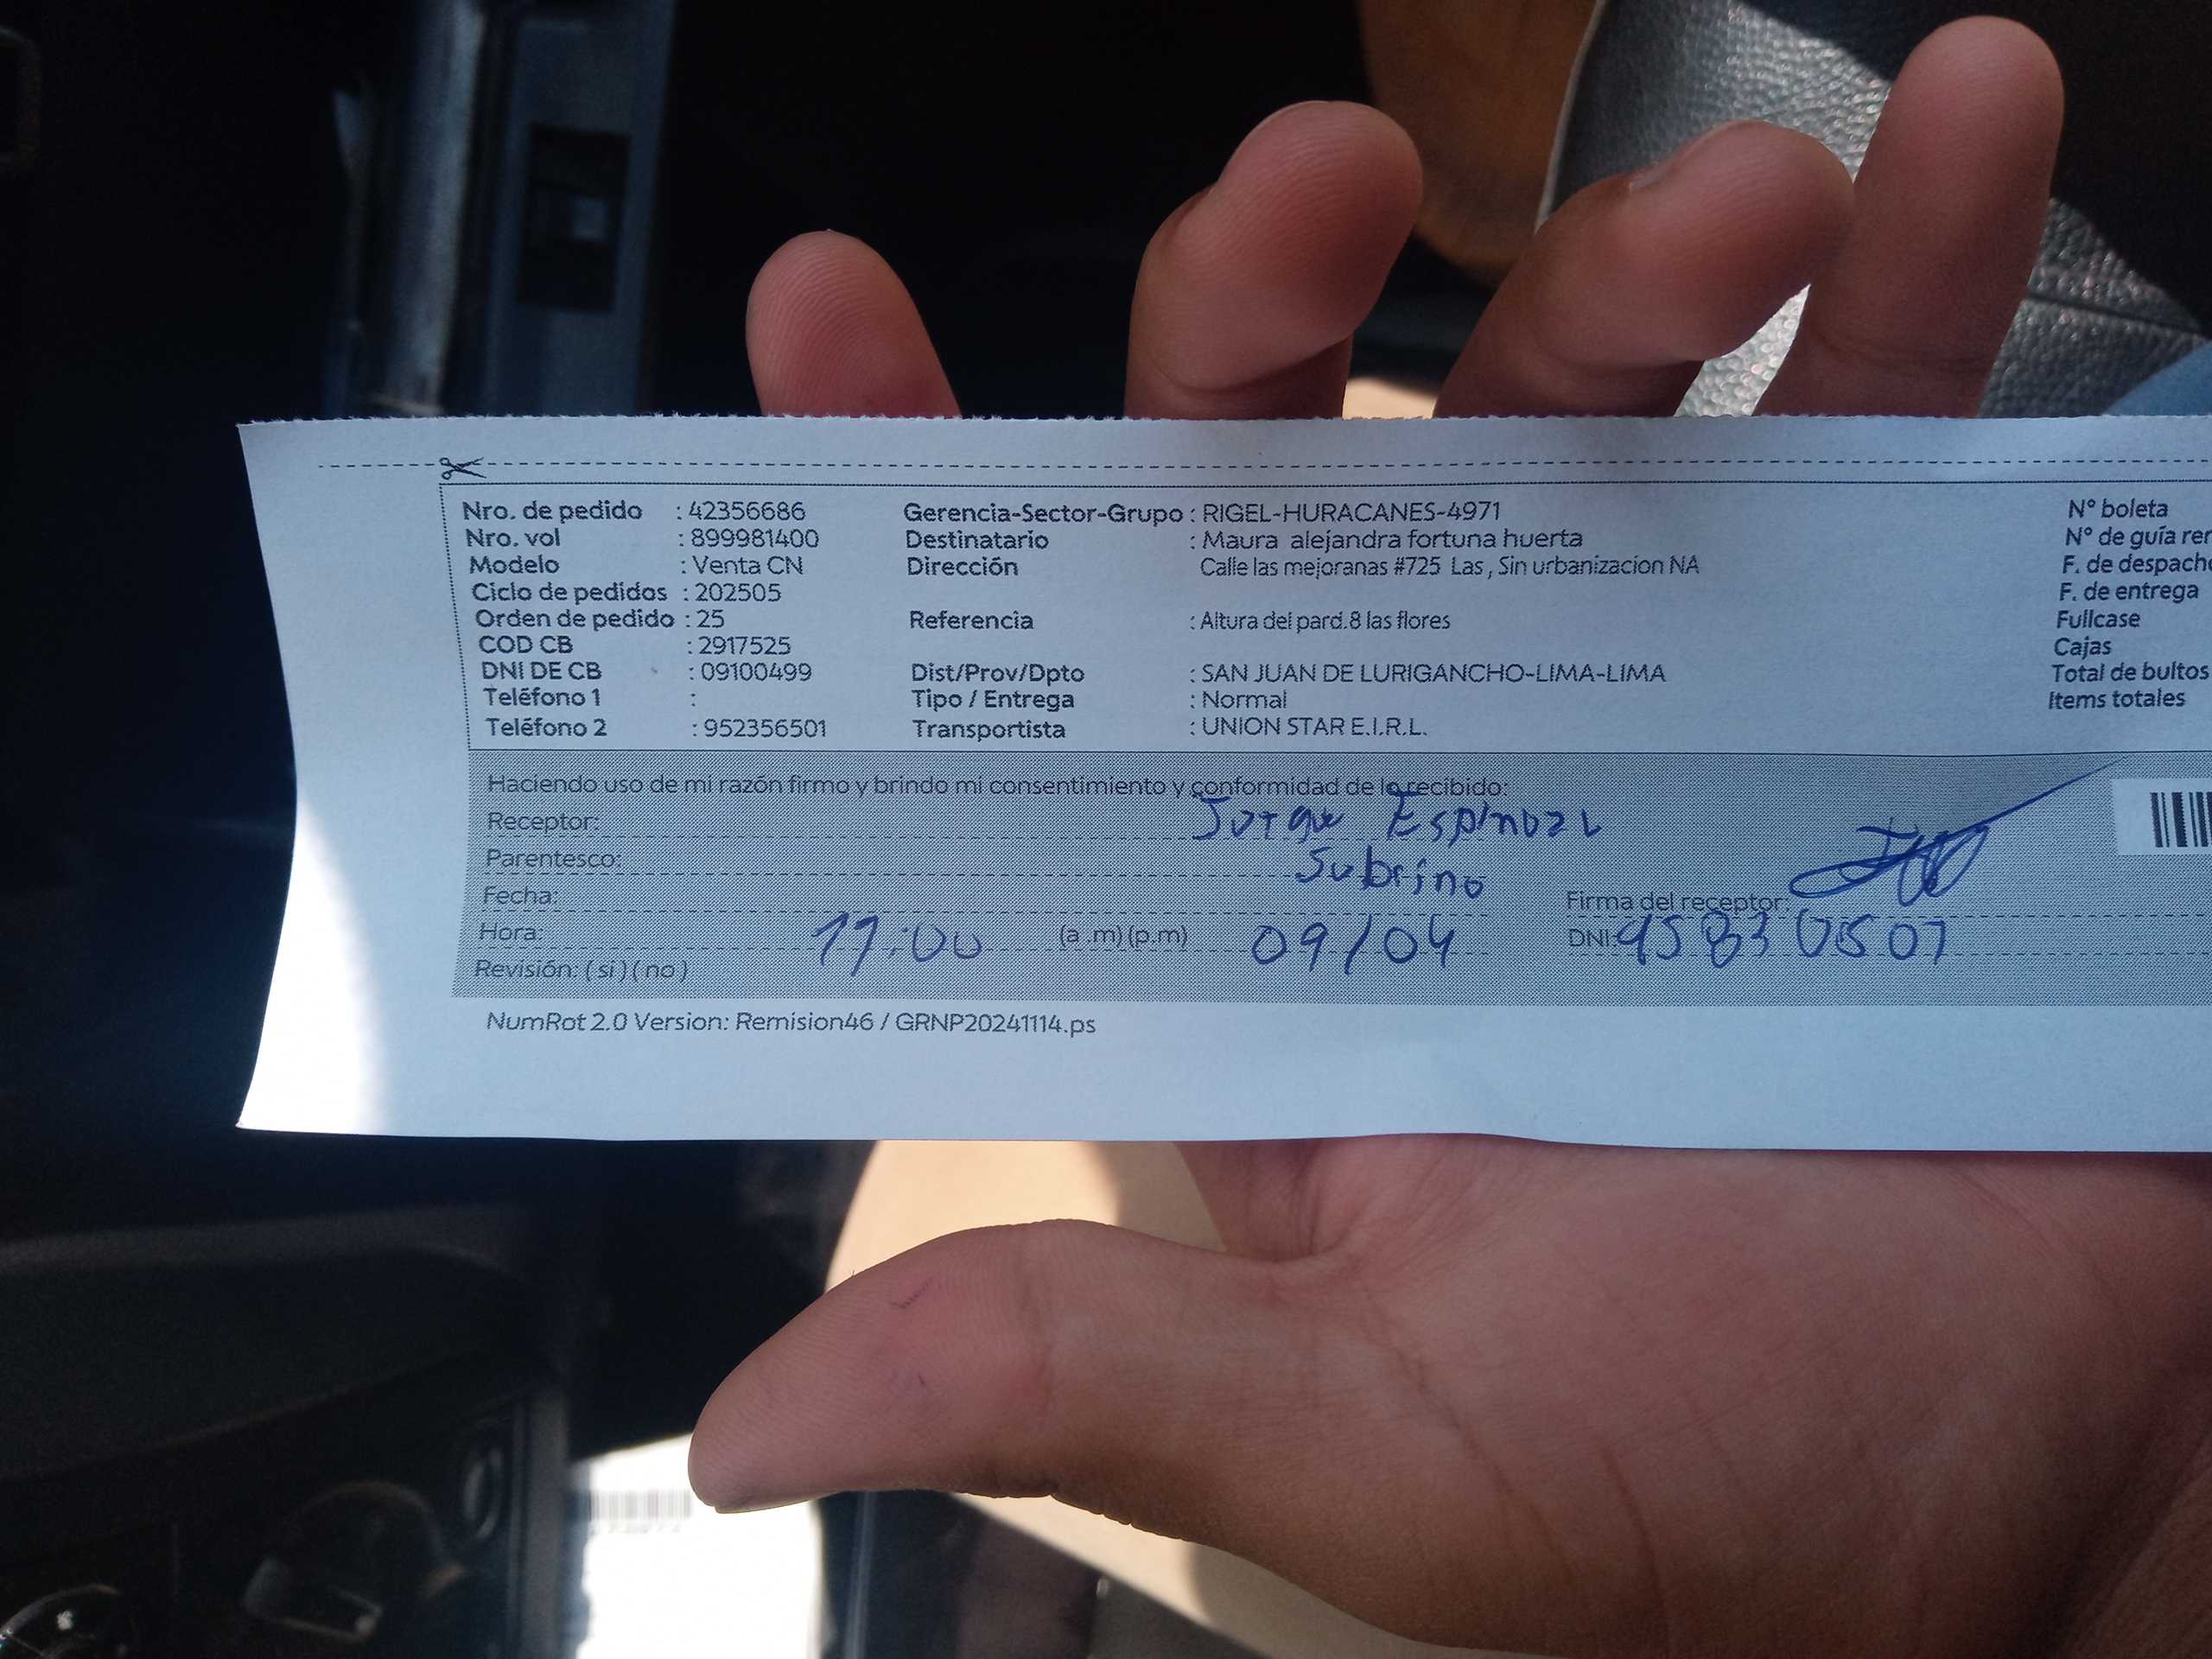 Nro. de pedido : 42356686 Gerencia-Sector-Grupo : RIGEL-HURACANES-4971 N° boleta
Nro. vol : 899981400 Destinatario : Maura alejandra fortuna huerta N° de guía rer
Modelo : Venta CN Dirección Calle las mejoranas #725 Las , Sin urbanizacion NA F. de despacho
Ciclo de pedidos : 202505 F. de entrega
Orden de pedido : 25 Referencia : Altura del pard.8 las flores Fullcase
COD CB : 2917525 Cajas
DNI DE CB : 09100499 Dist/Prov/Dpto : SAN JUAN DE LURIGANCHO-LIMA-LIMA Total de bultos
Teléfono 1 : Tipo / Entrega : Normal Items totales
Teléfono 2 : 952356501 Transportista : UNION STAR E.I.R.L.
Haciendo uso de mi razón firmo y brindo mi consentimiento y conformidad de lo recibido:
Receptor: Jorge Espinoza
Parentesco: Sobrino
Fecha: Firma del receptor:
Hora: :00 (a .m) (p.m) 09/04 DNI:
Revisión: ( si ) ( no )
NumRot 2.0 Version: Remision46 / GRNP20241114.ps